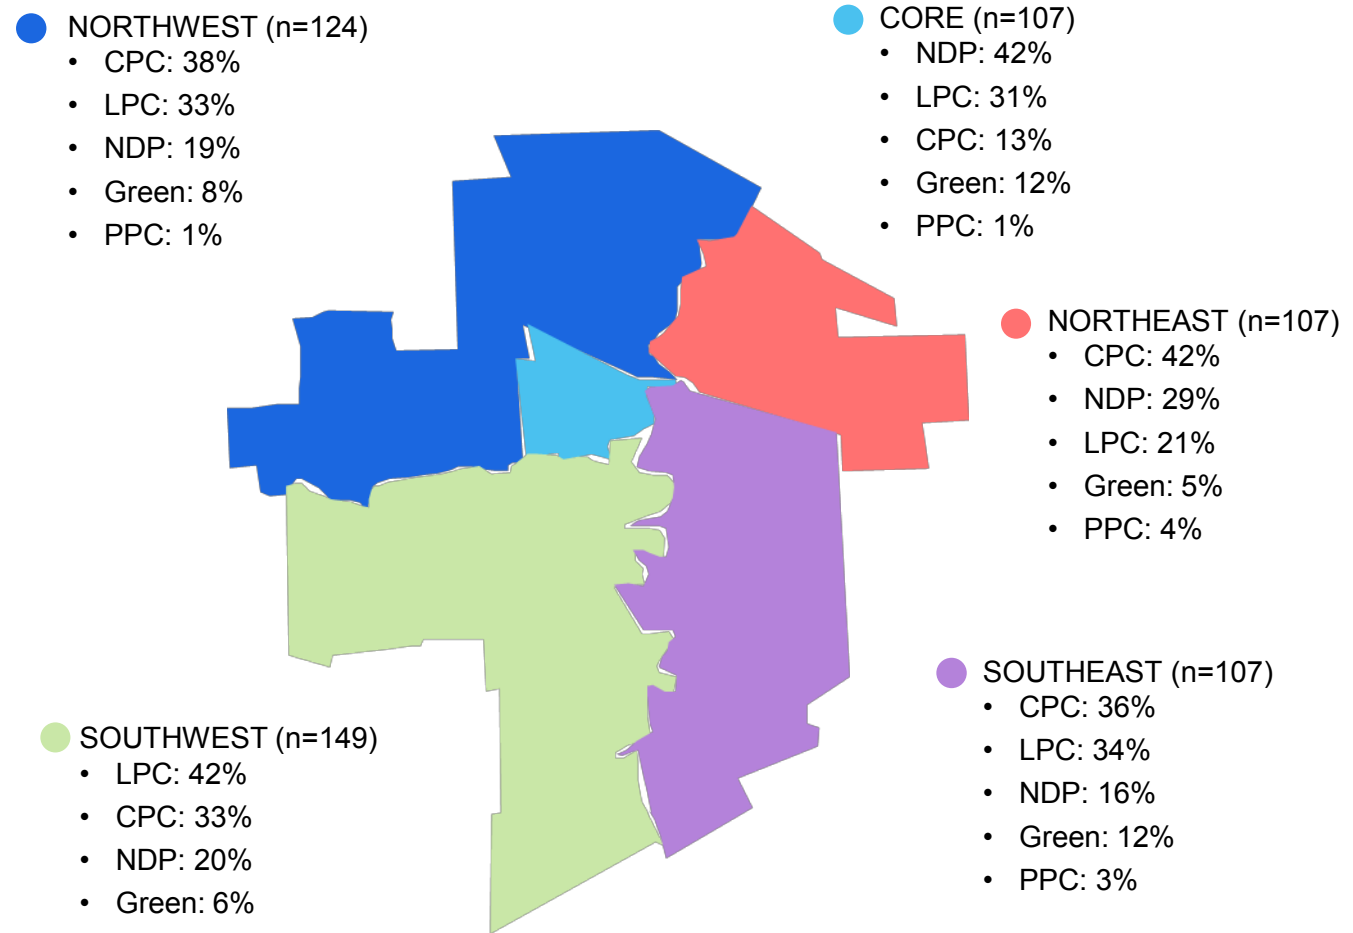 NORTHWEST (n=124)
• CPC: 38%
• LPC: 33%
• NDP: 19%
• Green: 8%
• PPC: 1%
CORE (n=107)
• NDP: 42%
• LPC: 31%
• CPC: 13%
• Green: 12%
• PPC: 1%
NORTHEAST (n=107)
• CPC: 42%
• NDP: 29%
• LPC: 21%
• Green: 5%
• PPC: 4%
SOUTHEAST (n=107)
• CPC: 36%
• LPC: 34%
• NDP: 16%
• Green: 12%
• PPC: 3%
SOUTHWEST (n=149)
• LPC: 42%
• CPC: 33%
• NDP: 20%
• Green: 6%